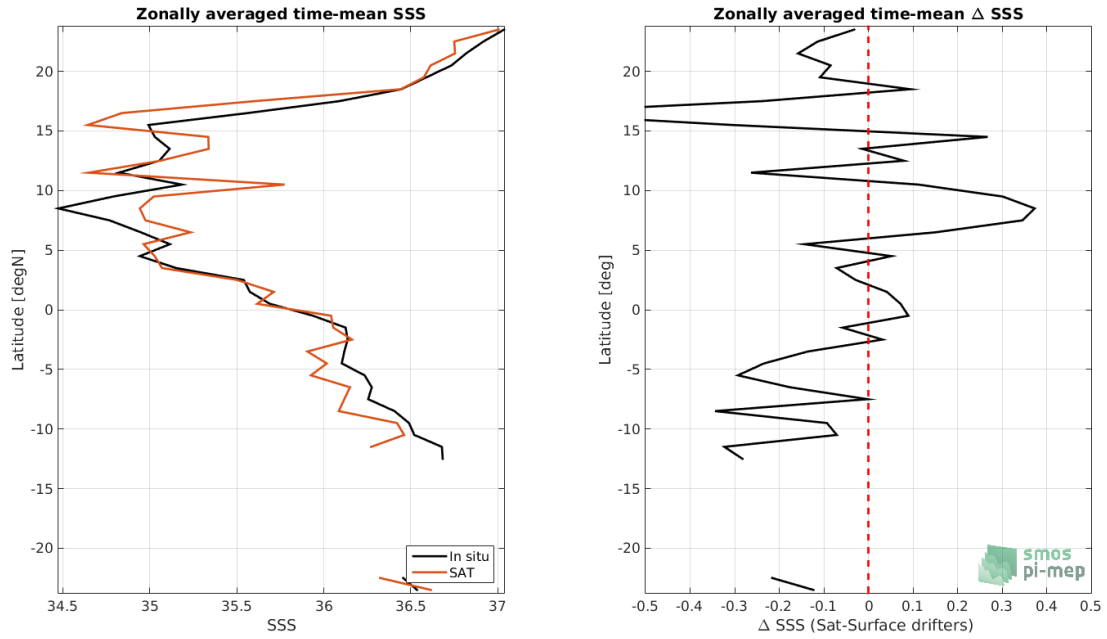 Zonally averaged time-mean SSS
Latitude [degN]
20
15
10
5
0
-5
-10
-15
-20
34.5 35 35.5 36 36.5 37
SSS
In situ
SAT
Zonally averaged time-mean Δ SSS
Latitude [deg]
20
15
10
5
0
-5
-10
-15
-20
-0.5 -0.4 -0.3 -0.2 -0.1 0 0.1 0.2 0.3 0.4 0.5
Δ SSS (Sat-Surface drifters)
smos
pi-mep